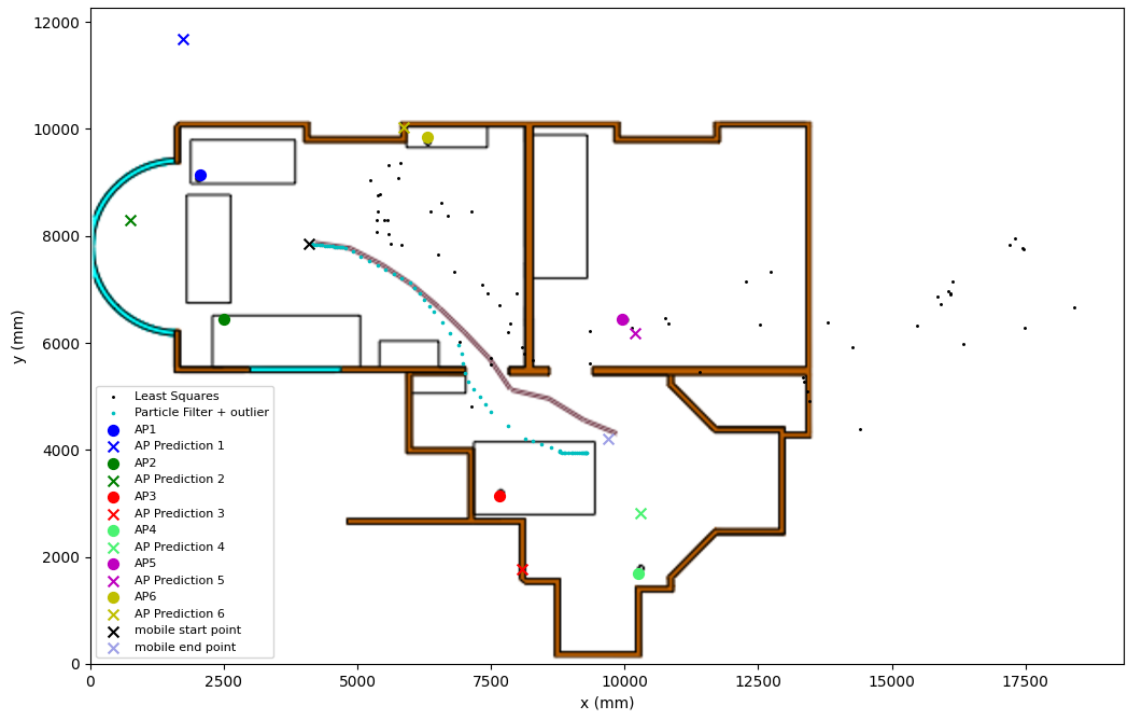 12000
10000
8000
6000
4000
2000
0
y (mm)
Least Squares
Particle Filter + outlier
AP1
AP Prediction 1
AP2
AP Prediction 2
AP3
AP Prediction 3
AP4
AP Prediction 4
AP5
AP Prediction 5
AP6
AP Prediction 6
mobile start point
mobile end point
0 2500 5000 7500 10000 12500 15000 17500
x (mm)